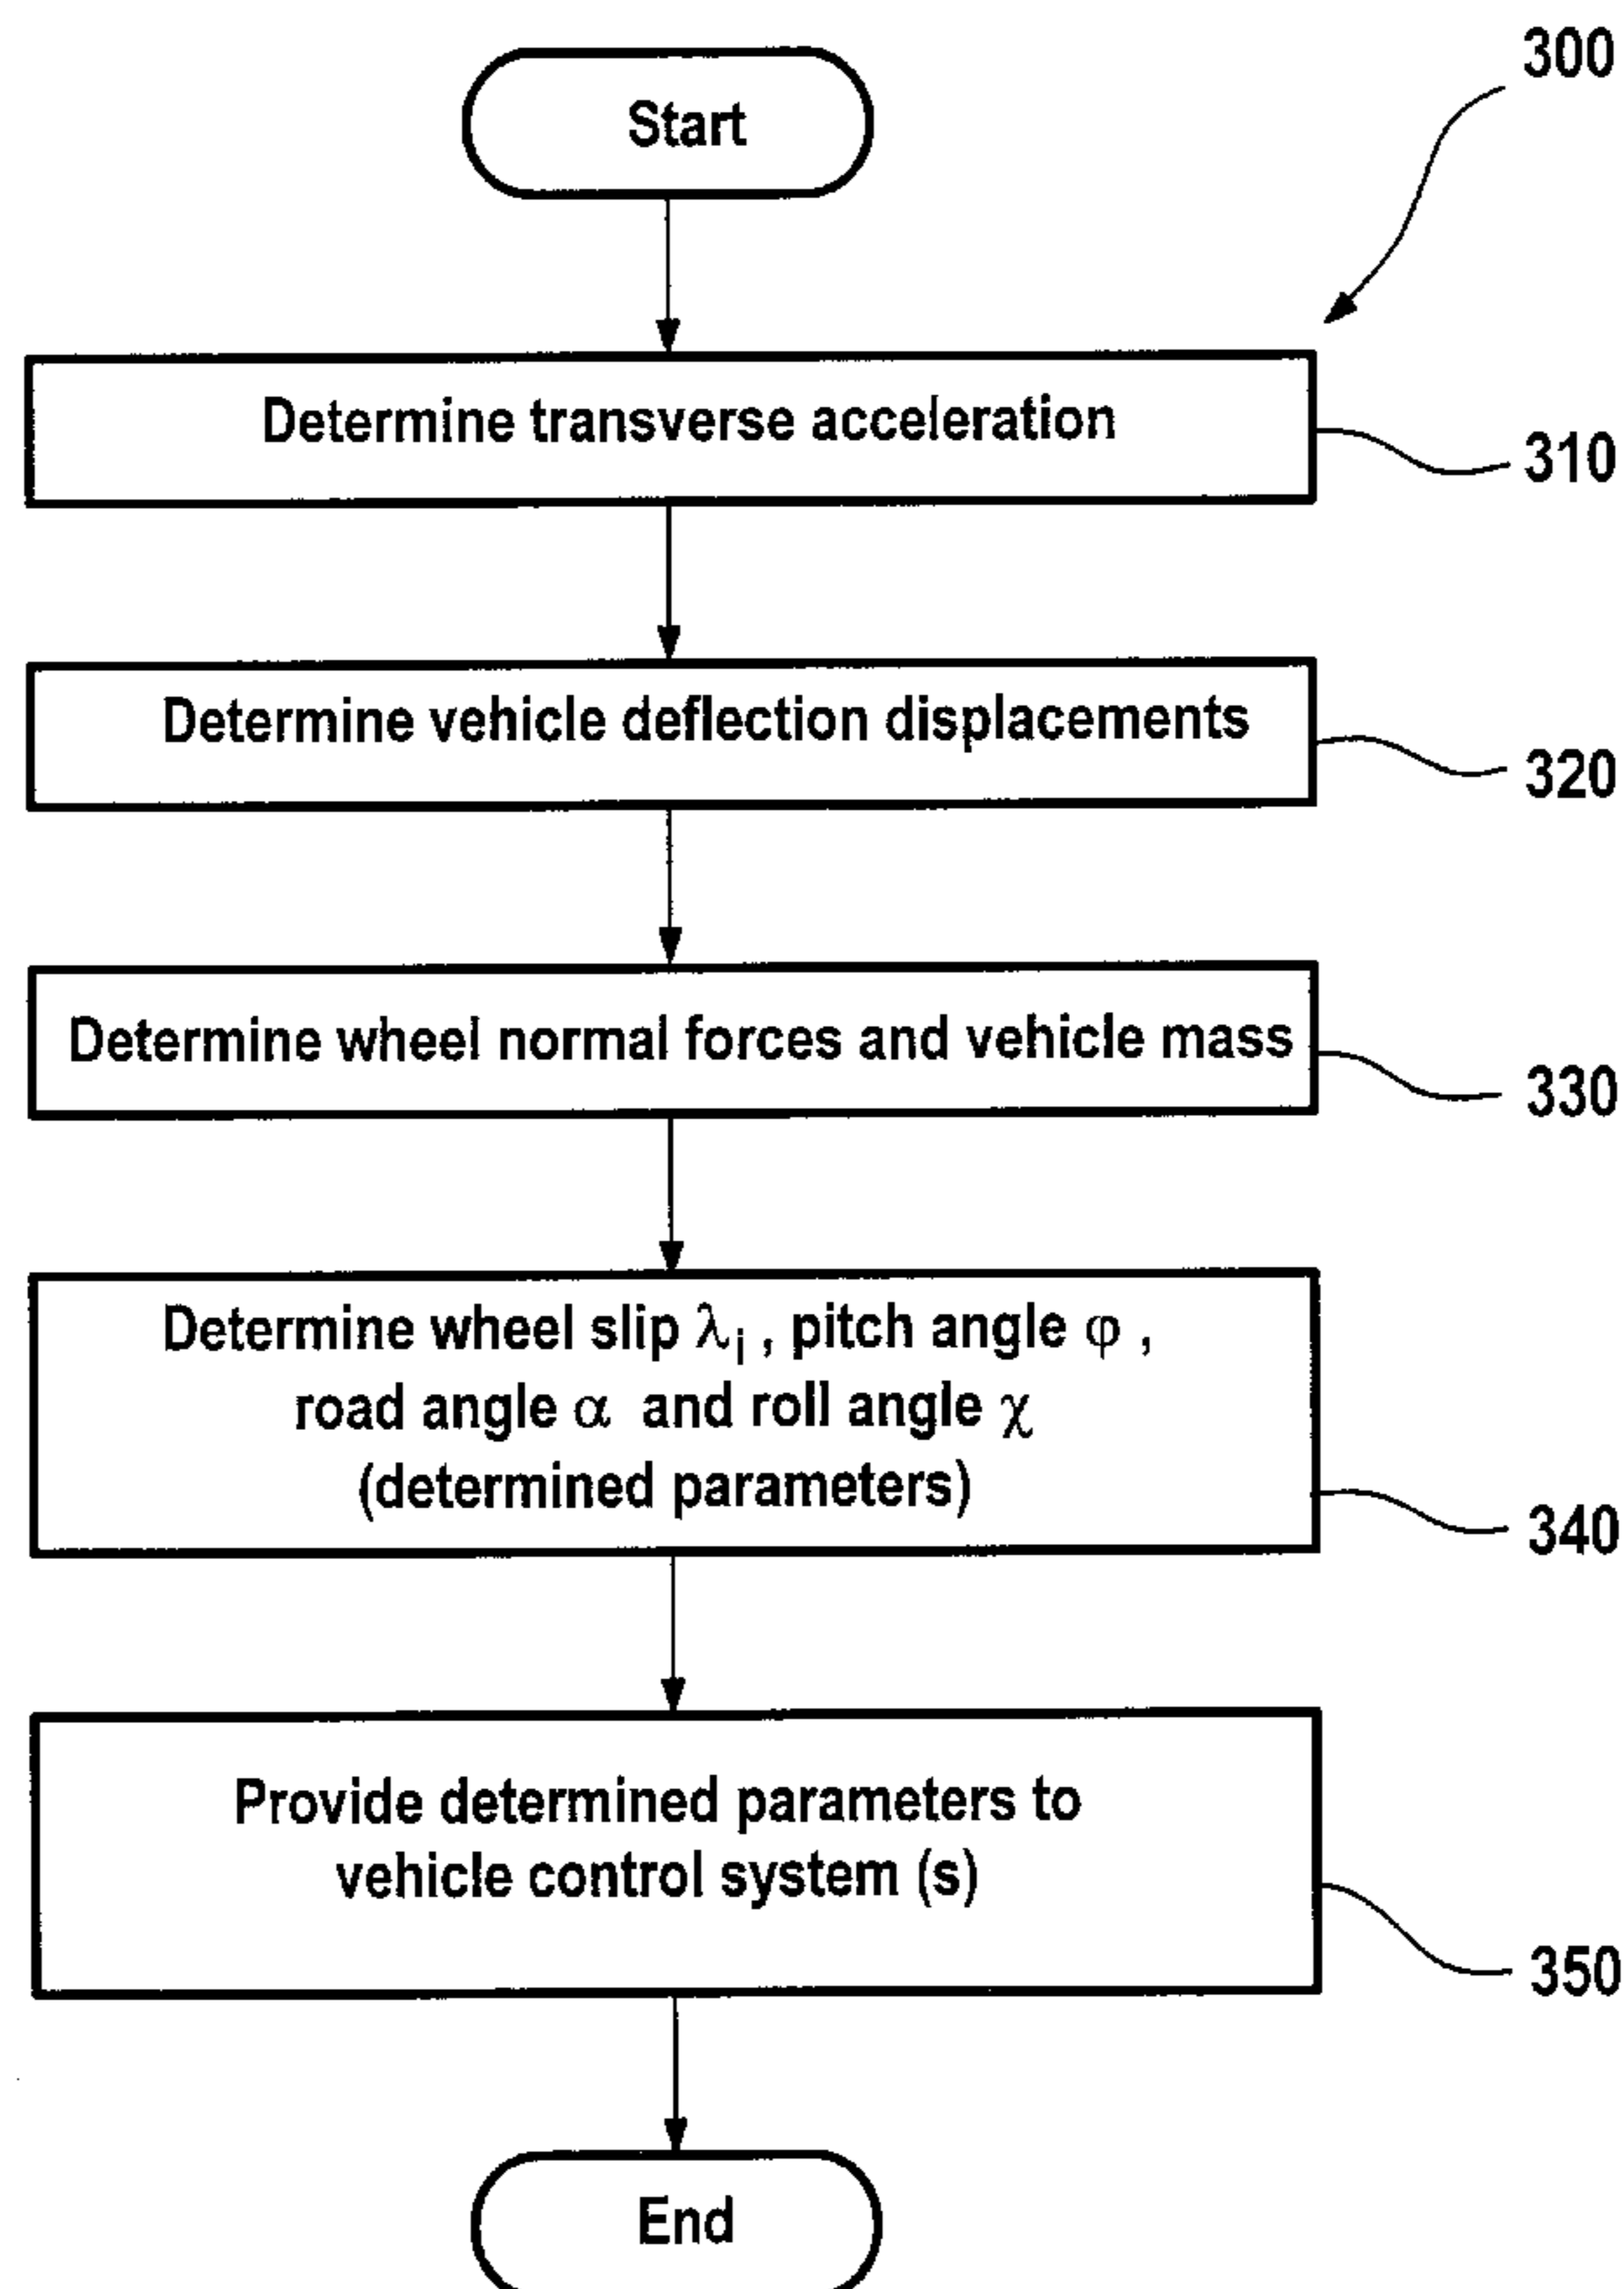 300
Start
Determine transverse acceleration
310
Determine vehicle deflection displacements
320
Determine wheel normal forces and vehicle mass
330
Determine wheel slip λi , pitch angle φ ,
road angle α and roll angle χ
(determined parameters)
340
Provide determined parameters to
vehicle control system (s)
350
End